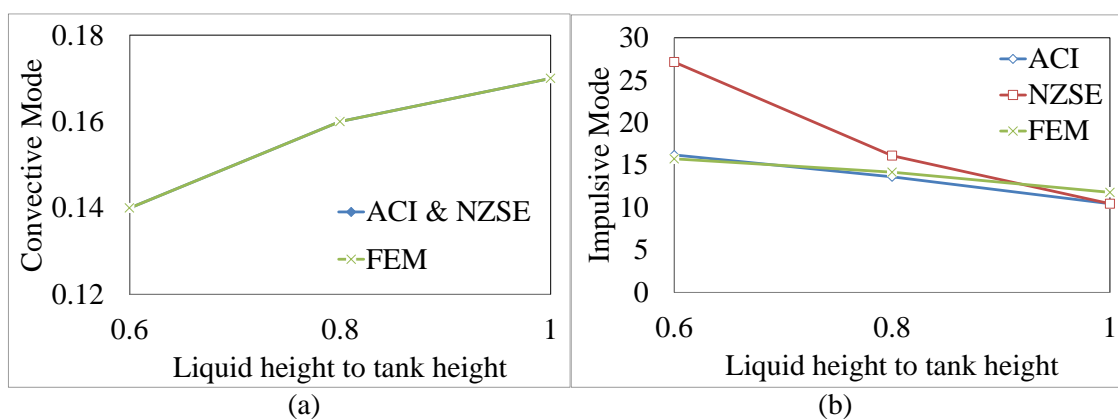 0.18
0.16
0.14
0.12
Convective Mode
ACI & NZSE
FEM
0.6 0.8 1
Liquid height to tank height
(a)
30
25
20
15
10
5
0
Impulsive Mode
ACI
NZSE
FEM
0.6 0.8 1
Liquid height to tank height
(b)